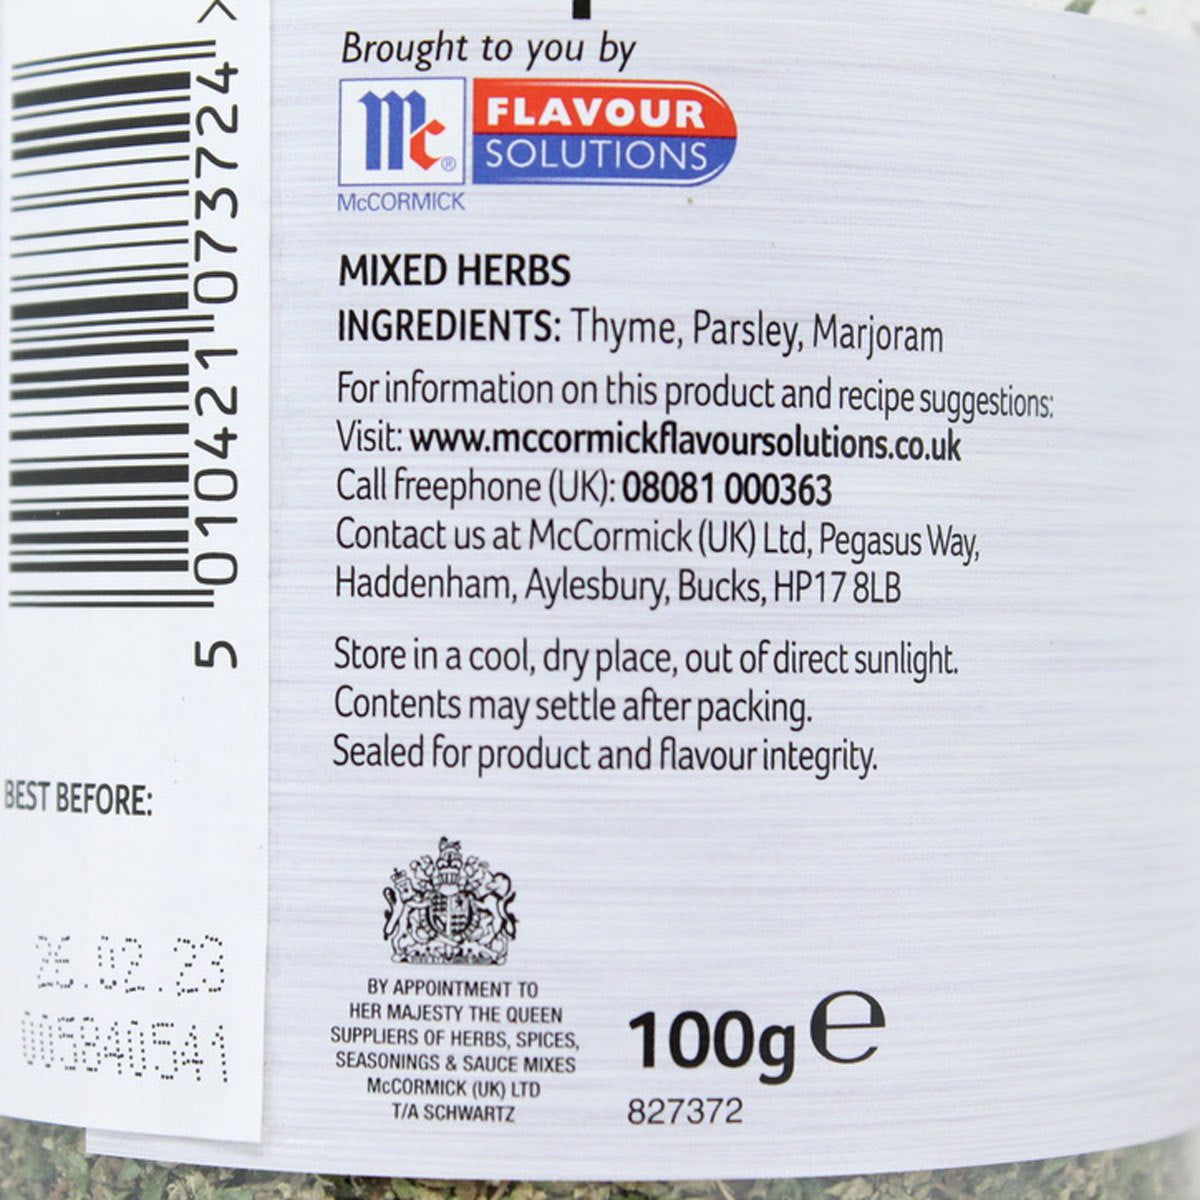 Brought to you by
Mc®
FLAVOUR
SOLUTIONS
McCORMICK
MIXED HERBS
INGREDIENTS: Thyme, Parsley, Marjoram
For information on this product and recipe suggestions:
Visit: www.mccormickflavoursolutions.co.uk
Call freephone (UK): 08081 000363
Contact us at McCormick (UK) Ltd, Pegasus Way,
Haddenham, Aylesbury, Bucks, HP17 8LB
Store in a cool, dry place, out of direct sunlight.
Contents may settle after packing.
Sealed for product and flavour integrity.
BY APPOINTMENT TO
HER MAJESTY THE QUEEN
SUPPLIERS OF HERBS, SPICES,
SEASONINGS & SAUCE MIXES
McCORMICK (UK) LTD
T/A SCHWARTZ
100g e
827372
5 010421 073724 >
BEST BEFORE:
26.02.23
005840541